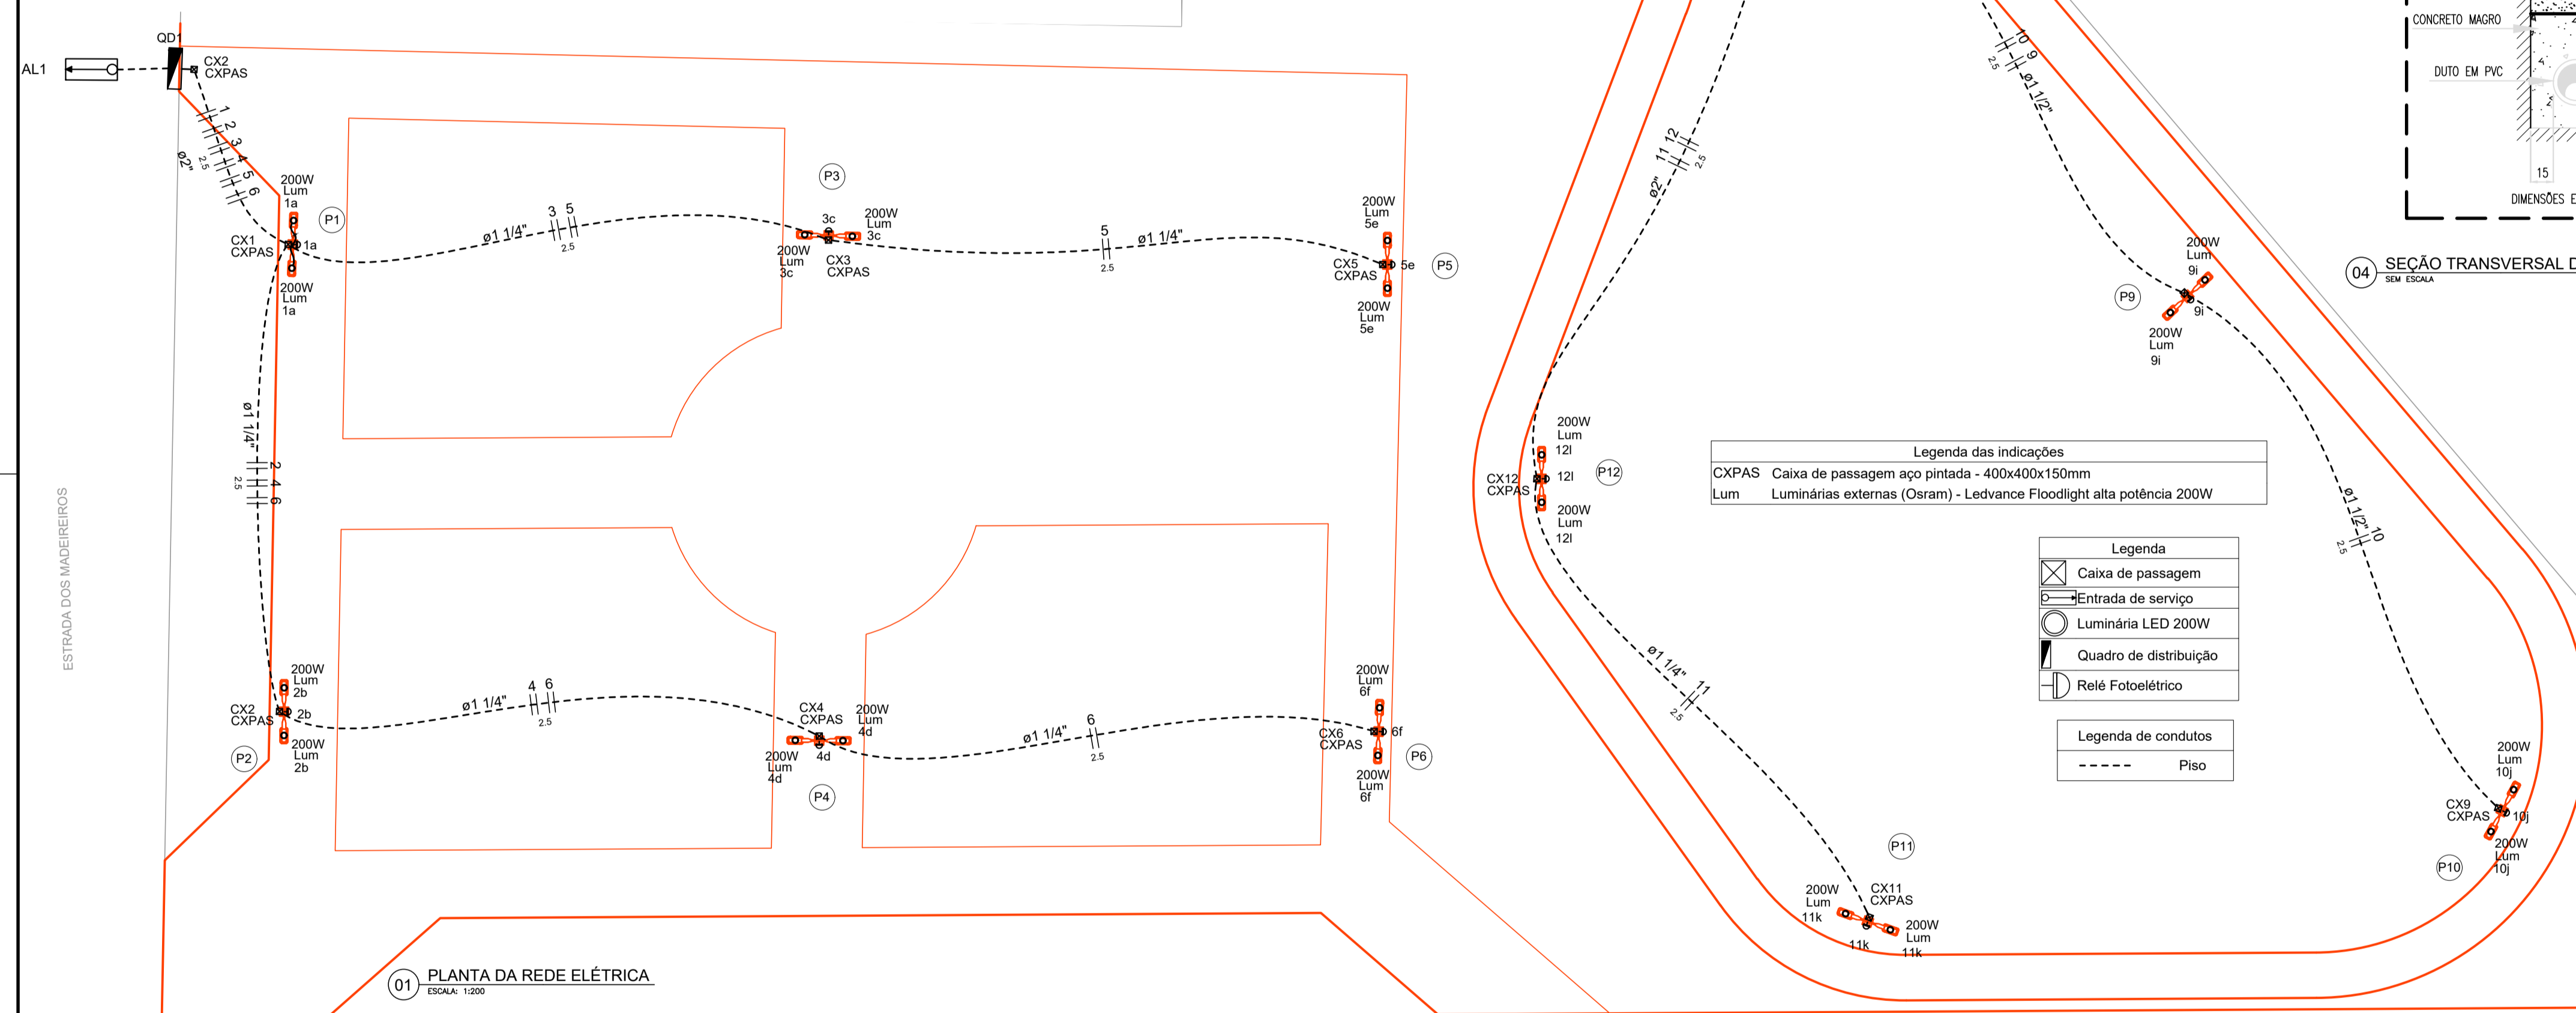 QD1
AL1
CX2
CXPAS
1
2
3
4
5
6
2.5
ø2"
200W
Lum
1a
P1
CX1
CXPAS
1a
200W
Lum
1a
ø1 1/4"
3 5
2.5
P3
3c
200W
Lum
3c
200W
Lum
3c
CX3
CXPAS
5
2.5
ø1 1/4"
200W
Lum
5e
CX5
CXPAS
5e
P5
200W
Lum
5e
ø1 1/4"
2
4
6
2.5
ESTRADA DOS MADEIREIROS
200W
Lum
2b
CX2
CXPAS
2b
200W
Lum
2b
P2
ø1 1/4"
4 6
2.5
CX4
CXPAS
200W
Lum
4d
200W
Lum
4d
4d
P4
ø1 1/4"
6
2.5
200W
Lum
6f
CX6
CXPAS
6f
200W
Lum
6f
P6
01
PLANTA DA REDE ELÉTRICA
ESCALA: 1:200
11 12
2.5
ø2"
10 9
2.5
ø1 1/2"
200W
Lum
9i
P9
9i
200W
Lum
9i
200W
Lum
12l
CX12
CXPAS
12l
P12
200W
Lum
12l
Legenda das indicações
CXPAS Caixa de passagem aço pintada - 400x400x150mm
Lum Luminárias externas (Osram) - Ledvance Floodlight alta potência 200W
Legenda
Caixa de passagem
Entrada de serviço
Luminária LED 200W
Quadro de distribuição
Relé Fotoelétrico
Legenda de condutos
Piso
ø1 1/4"
11
2.5
P11
200W
Lum
11k
CX11
CXPAS
200W
Lum
11k
11k
ø1 1/2"
10
2.5
200W
Lum
10j
CX9
CXPAS
10j
200W
Lum
10j
P10
CONCRETO MAGRO
DUTO EM PVC
15
DIMENSÕES E
04
SEÇÃO TRANSVERSAL D
SEM ESCALA